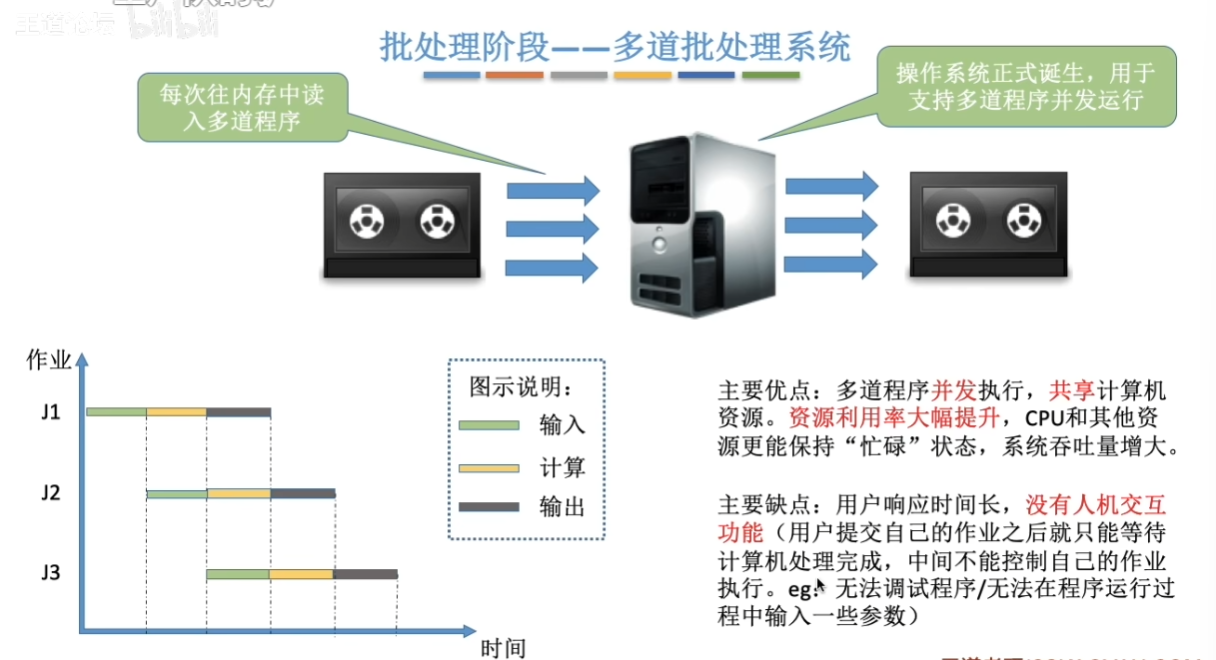 王道论坛 bilibili
批处理阶段——多道批处理系统
每次往内存中读
入多道程序
操作系统正式诞生，用于
支持多道程序并发运行
作业
J1
J2
J3
时间
图示说明：
输入
计算
输出
主要优点：多道程序并发执行，共享计算机
资源。资源利用率大幅提升，CPU和其他资
源更能保持“忙碌”状态，系统吞吐量增大。
主要缺点：用户响应时间长，没有人机交互
功能（用户提交自己的作业之后就只能等待
计算机处理完成，中间不能控制自己的作业
执行。eg：无法调试程序/无法在程序运行过
程中输入一些参数）